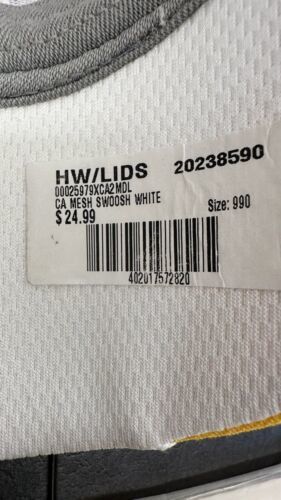 HW/LIDS 20238590
00025979XCA2MDL
CA MESH SWOOSH WHITE
$24.99 Size: 990
402017572820